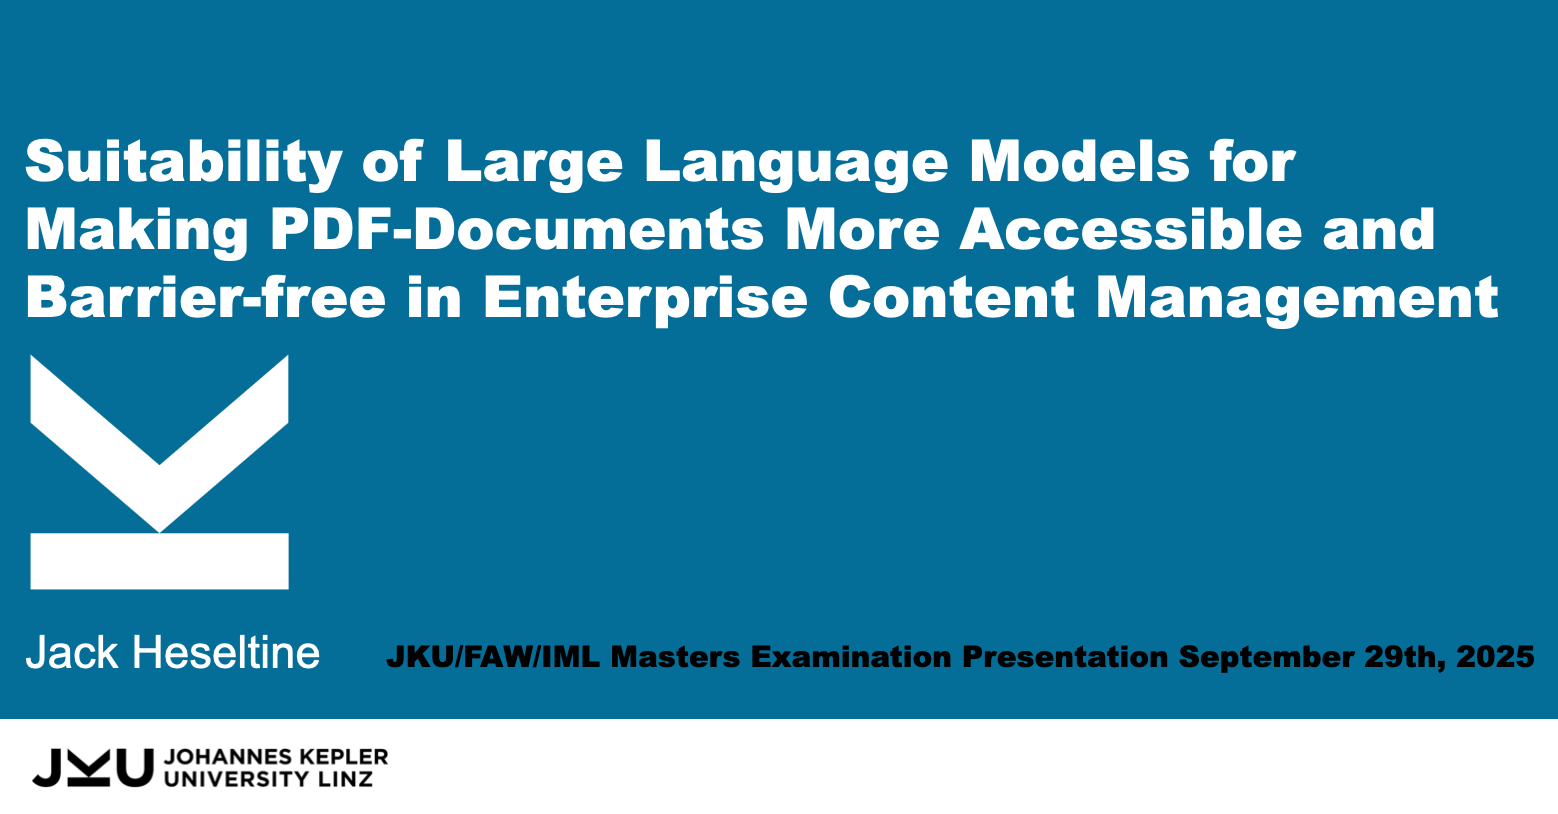 Suitability of Large Language Models for
Making PDF-Documents More Accessible and
Barrier-free in Enterprise Content Management
Jack Heseltine
JKU/FAW/IML Masters Examination Presentation September 29th, 2025
JKU JOHANNES KEPLER
UNIVERSITY LINZ